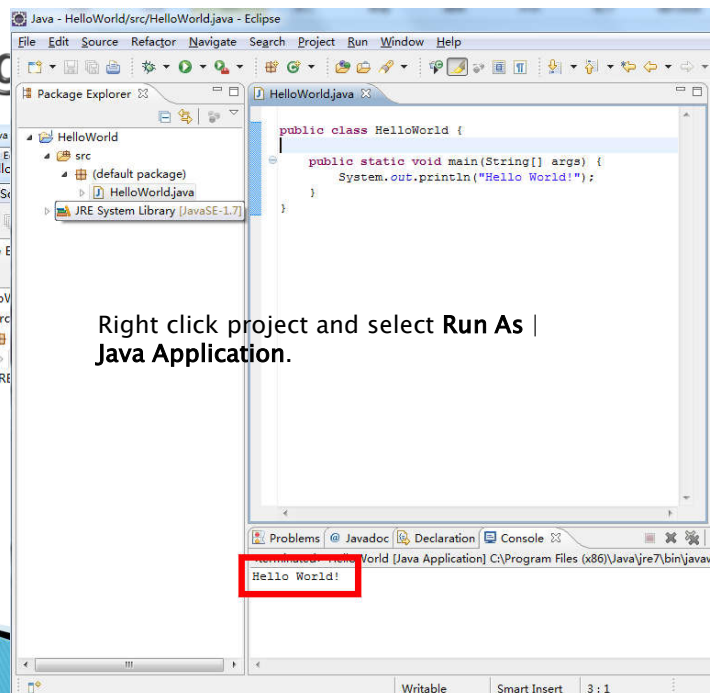 Java - HelloWorld/src/HelloWorld.java - Eclipse
File Edit Source Refactor Navigate Search Project Run Window Help
Package Explorer
HelloWorld.java
HelloWorld
src
(default package)
HelloWorld.java
JRE System Library [JavaSE-1.7]
public class HelloWorld {
public static void main(String[] args) {
System.out.println("Hello World!");
}
}
Right click project and select Run As |
Java Application.
Problems @ Javadoc Declaration Console
HelloWorld [Java Application] C:\Program Files (x86)\Java\jre7\bin\javaw
Hello World!
Writable Smart Insert 3 : 1